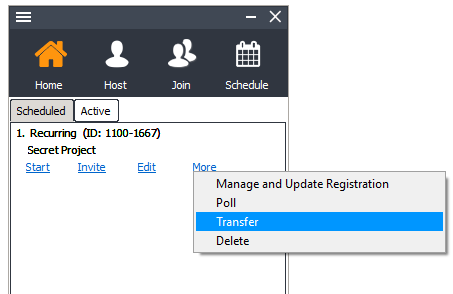 Home Host Join Schedule
Scheduled Active
1. Recurring (ID: 1100-1667)
Secret Project
Start Invite Edit More
Manage and Update Registration
Poll
Transfer
Delete